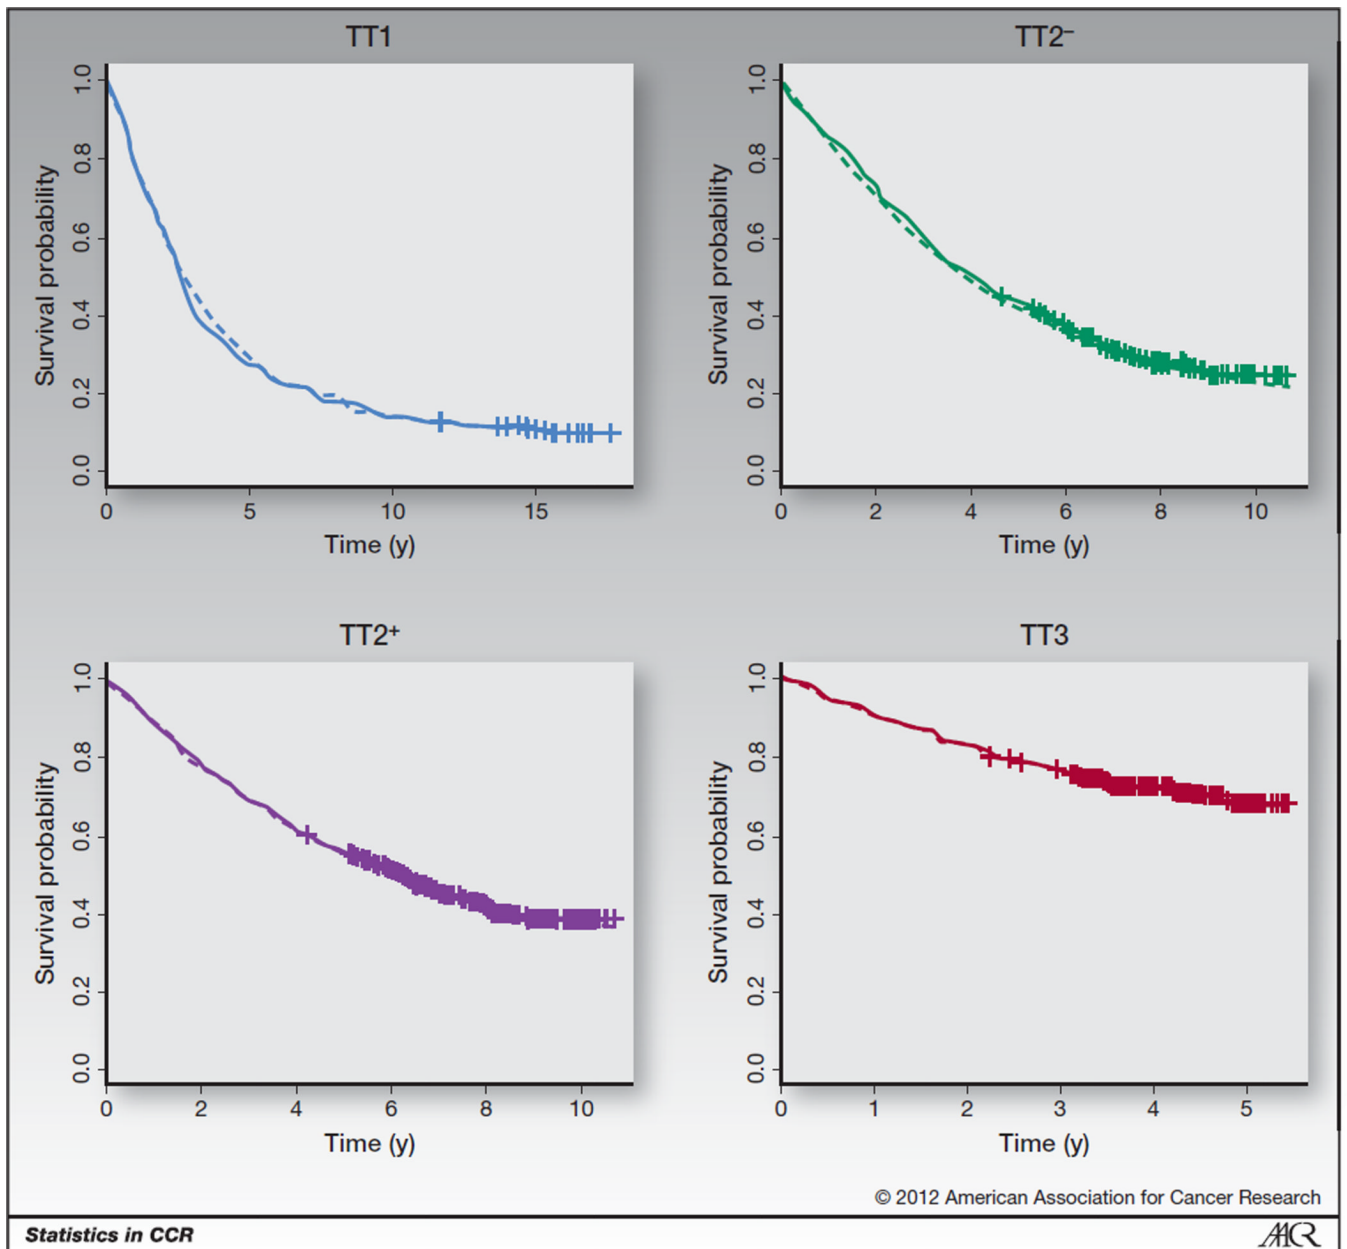 TT1
Survival probability
1.0
0.8
0.6
0.4
0.2
0.0
0 5 10 15
Time (y)
TT2–
Survival probability
1.0
0.8
0.6
0.4
0.2
0.0
0 2 4 6 8 10
Time (y)
TT2+
Survival probability
1.0
0.8
0.6
0.4
0.2
0.0
0 2 4 6 8 10
Time (y)
TT3
Survival probability
1.0
0.8
0.6
0.4
0.2
0.0
0 1 2 3 4 5
Time (y)
© 2012 American Association for Cancer Research
Statistics in CCR
AACR